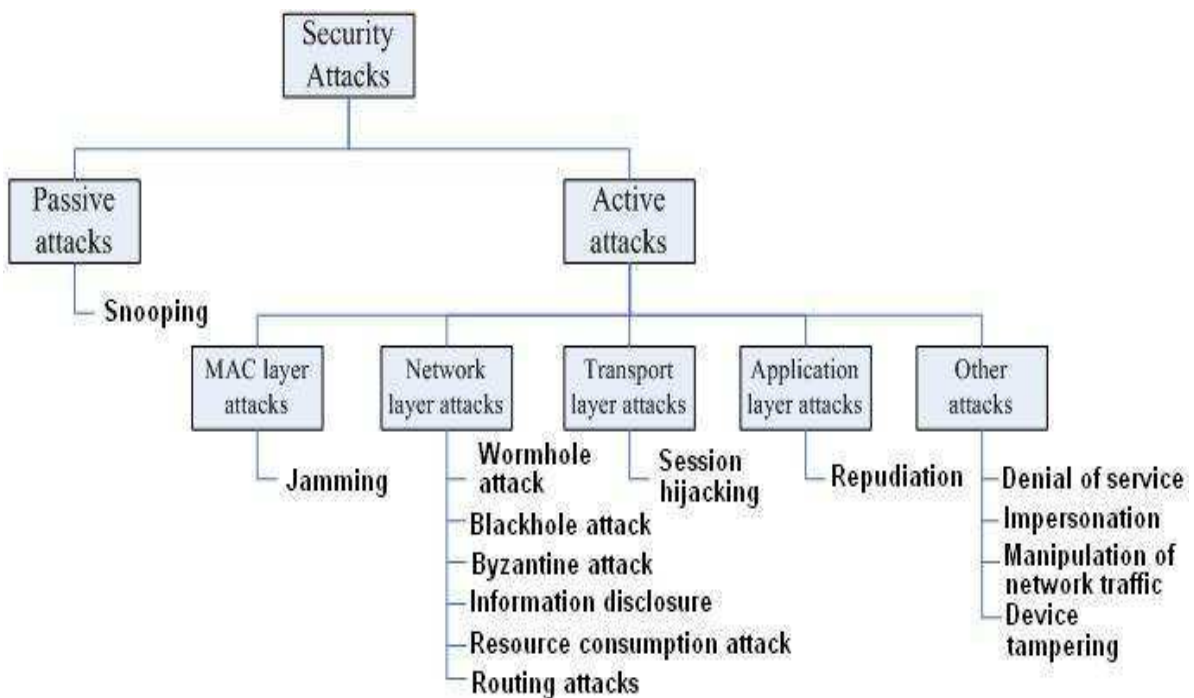 Security
Attacks
Passive
attacks
Active
attacks
Snooping
MAC layer
attacks
Network
layer attacks
Transport
layer attacks
Application
layer attacks
Other
attacks
Jamming
Wormhole
attack
Blackhole attack
Byzantine attack
Information disclosure
Resource consumption attack
Routing attacks
Session
hijacking
Repudiation
Denial of service
Impersonation
Manipulation of
network traffic
Device
tampering